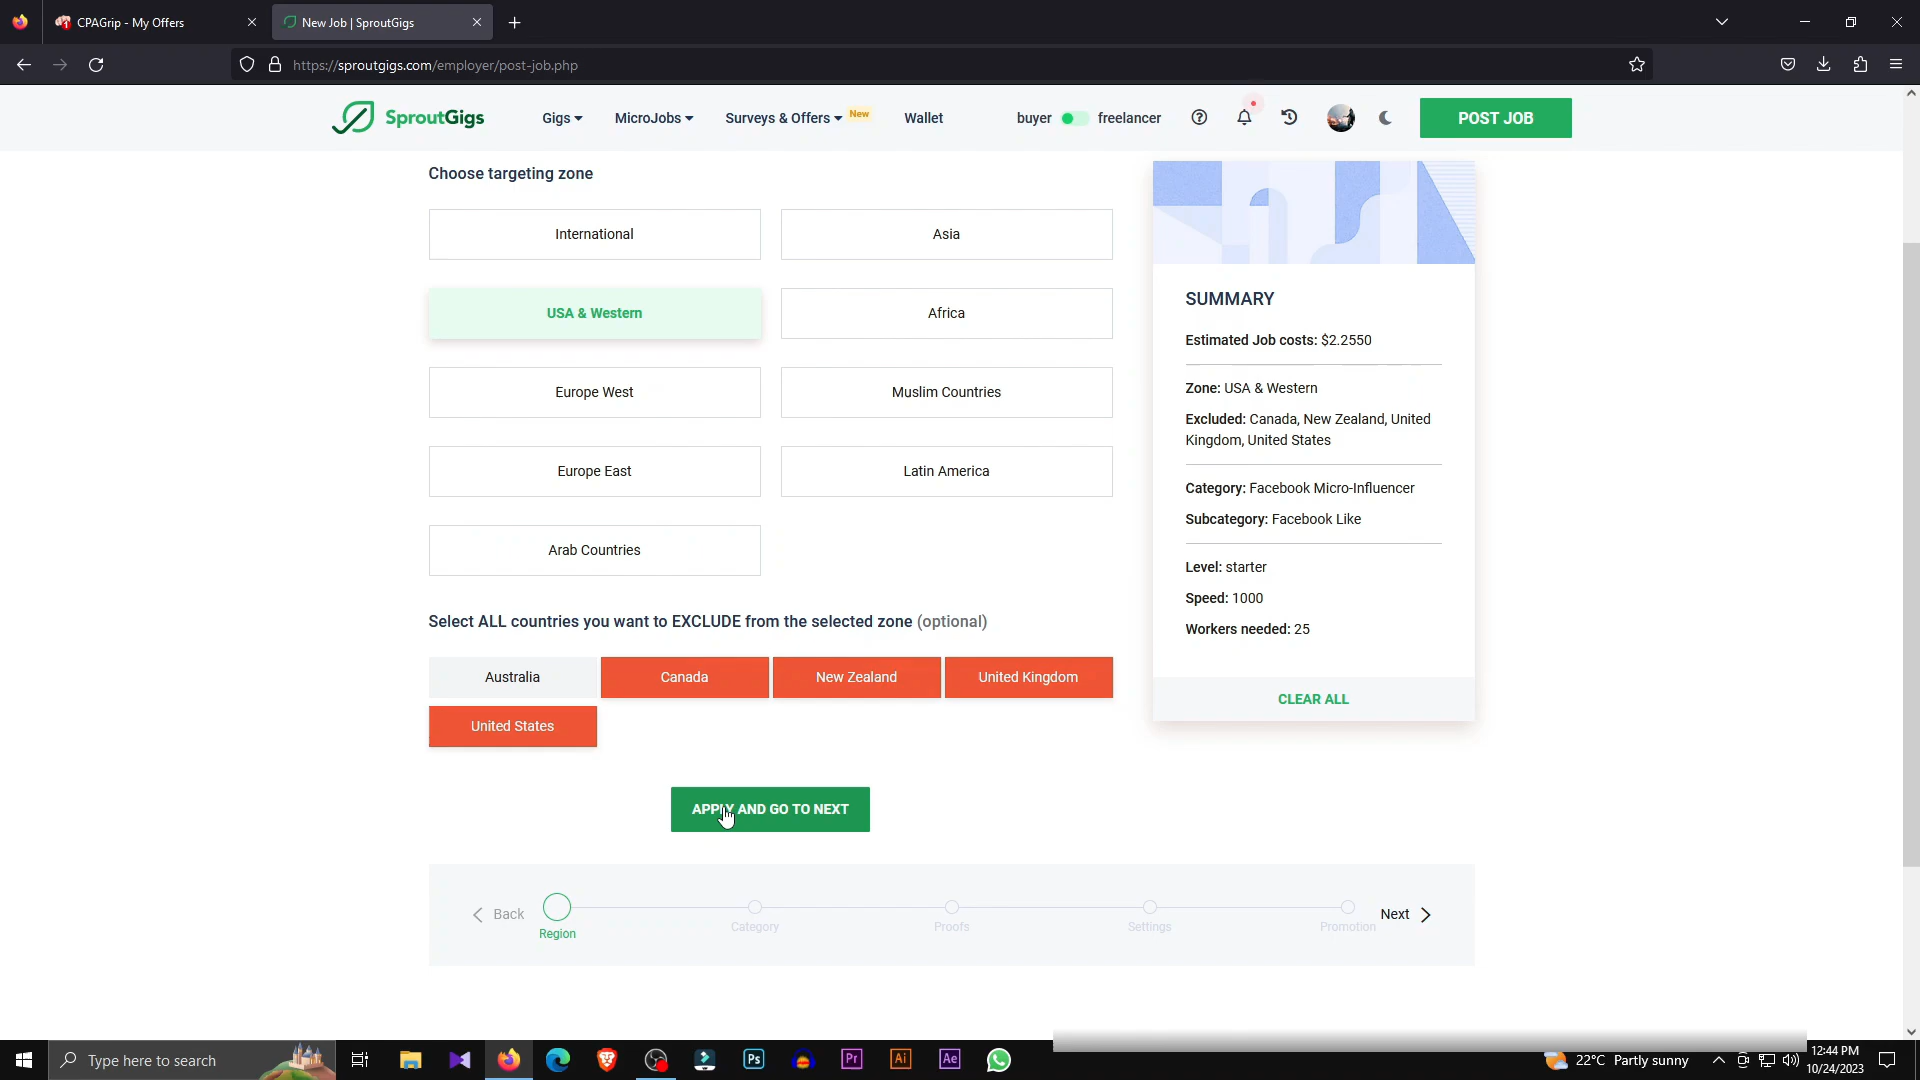 CPAGrip - My Offers
New Job | SproutGigs
https://sproutgigs.com/employer/post-job.php
SproutGigs
Gigs
MicroJobs
Surveys & Offers
New
Wallet
buyer
freelancer
POST JOB
Choose targeting zone
International
Asia
USA & Western
Africa
Europe West
Muslim Countries
Europe East
Latin America
Arab Countries
Select ALL countries you want to EXCLUDE from the selected zone (optional)
Australia
Canada
New Zealand
United Kingdom
United States
APPLY AND GO TO NEXT
SUMMARY
Estimated Job costs: $2.2550
Zone: USA & Western
Excluded: Canada, New Zealand, United
Kingdom, United States
Category: Facebook Micro-Influencer
Subcategory: Facebook Like
Level: starter
Speed: 1000
Workers needed: 25
CLEAR ALL
Back
Region
Category
Proofs
Settings
Promotion
Next
Type here to search
Ps
Pr
Ai
Ae
22°C Partly sunny
12:44 PM
10/24/2023